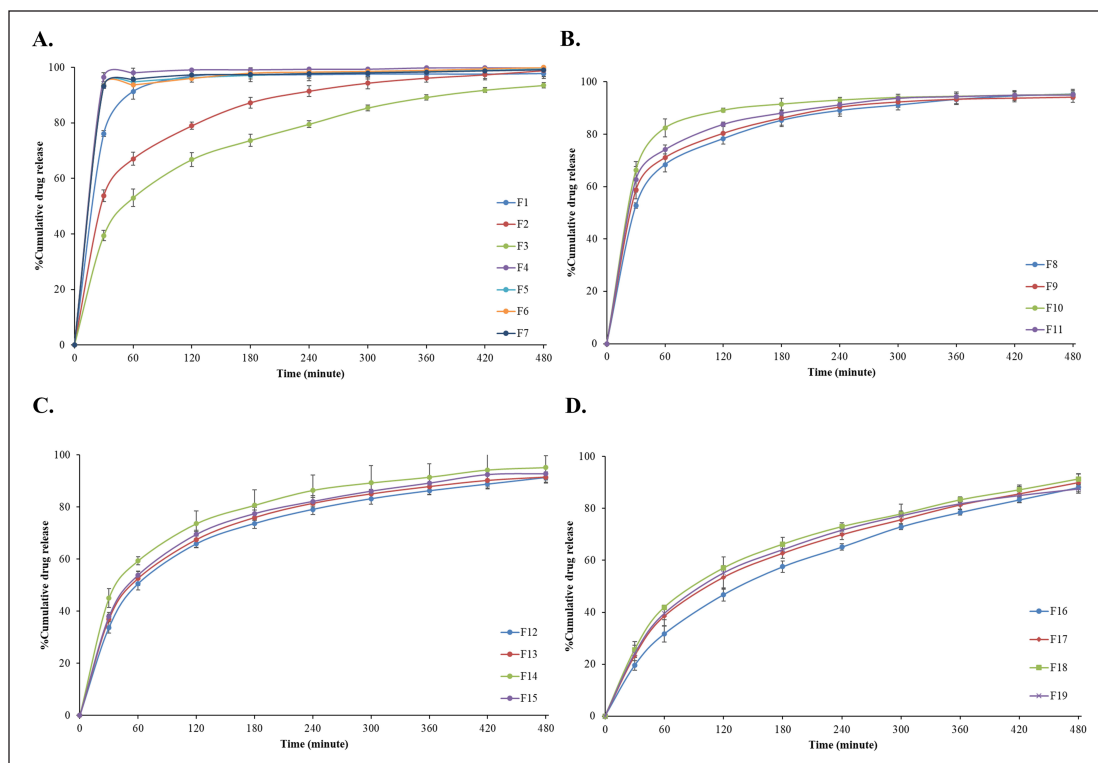 A.
%Cumulative drug release
100
80
60
40
20
0
0 60 120 180 240 300 360 420 480
Time (minute)
F1
F2
F3
F4
F5
F6
F7
B.
%Cumulative drug release
100
80
60
40
20
0
0 60 120 180 240 300 360 420 480
Time (minute)
F8
F9
F10
F11
C.
%Cumulative drug release
100
80
60
40
20
0
0 60 120 180 240 300 360 420 480
Time (minute)
F12
F13
F14
F15
D.
%Cumulative drug release
100
80
60
40
20
0
0 60 120 180 240 300 360 420 480
Time (minute)
F16
F17
F18
F19